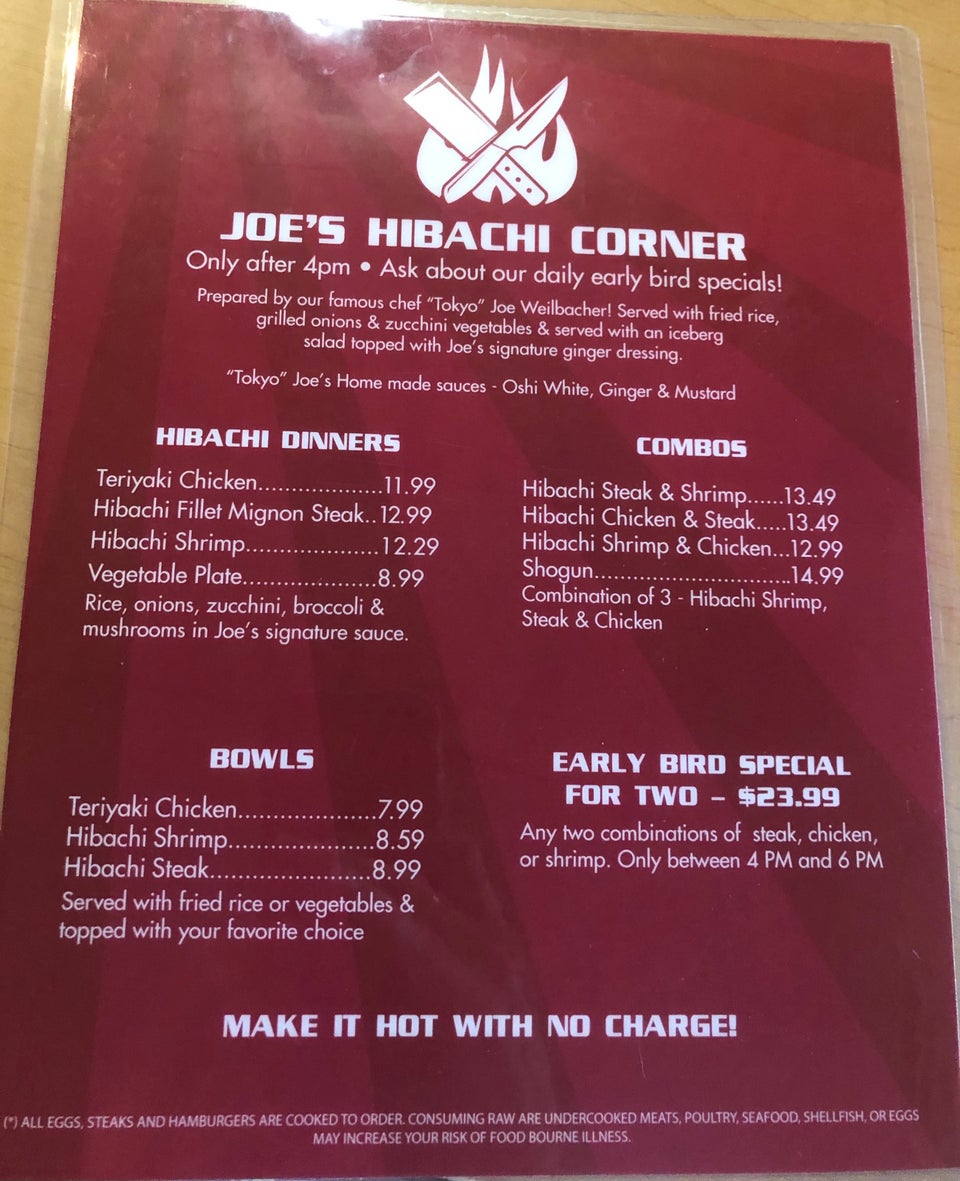 JOE'S HIBACHI CORNER
Only after 4pm • Ask about our daily early bird specials!
Prepared by our famous chef “Tokyo” Joe Weilbacher! Served with fried rice,
grilled onions & zucchini vegetables & served with an iceberg
salad topped with Joe's signature ginger dressing.
“Tokyo” Joe's Home made sauces - Oshi White, Ginger & Mustard
HIBACHI DINNERS
Teriyaki Chicken...................11.99
Hibachi Fillet Mignon Steak..12.99
Hibachi Shrimp....................12.29
Vegetable Plate....................8.99
Rice, onions, zucchini, broccoli &
mushrooms in Joe's signature sauce.
COMBOS
Hibachi Steak & Shrimp......13.49
Hibachi Chicken & Steak.....13.49
Hibachi Shrimp & Chicken...12.99
Shogun..............................14.99
Combination of 3 - Hibachi Shrimp,
Steak & Chicken
BOWLS
Teriyaki Chicken.....................7.99
Hibachi Shrimp......................8.59
Hibachi Steak........................8.99
Served with fried rice or vegetables &
topped with your favorite choice
EARLY BIRD SPECIAL
FOR TWO – $23.99
Any two combinations of steak, chicken,
or shrimp. Only between 4 PM and 6 PM
MAKE IT HOT WITH NO CHARGE!
(*) ALL EGGS, STEAKS AND HAMBURGERS ARE COOKED TO ORDER. CONSUMING RAW ARE UNDERCOOKED MEATS, POULTRY, SEAFOOD, SHELLFISH, OR EGGS
MAY INCREASE YOUR RISK OF FOOD BOURNE ILLNESS.